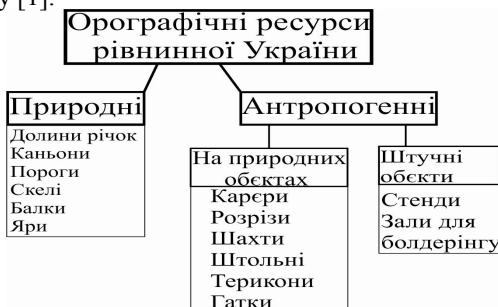 у [1].
Орографічні ресурси
рівнинної України
Природні
Долини річок
Каньони
Пороги
Скелі
Балки
Яри
Антропогенні
На природних
обєктах
Карєри
Розрізи
Шахти
Штольні
Терикони
Гатки
Штучні
обєкти
Стенди
Зали для
болдерінгу